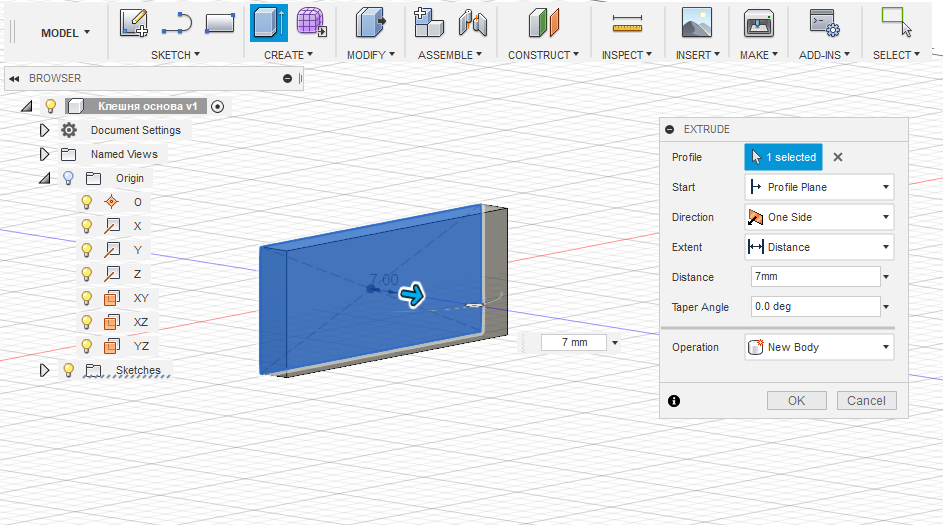 MODEL
SKETCH
CREATE
MODIFY
ASSEMBLE
CONSTRUCT
INSPECT
INSERT
MAKE
ADD-INS
SELECT
BROWSER
Клешня основа v1
Document Settings
Named Views
Origin
O
X
Y
Z
XY
XZ
YZ
Sketches
7.00
7 mm
EXTRUDE
Profile 1 selected
Start Profile Plane
Direction One Side
Extent Distance
Distance 7mm
Taper Angle 0.0 deg
Operation New Body
OK Cancel